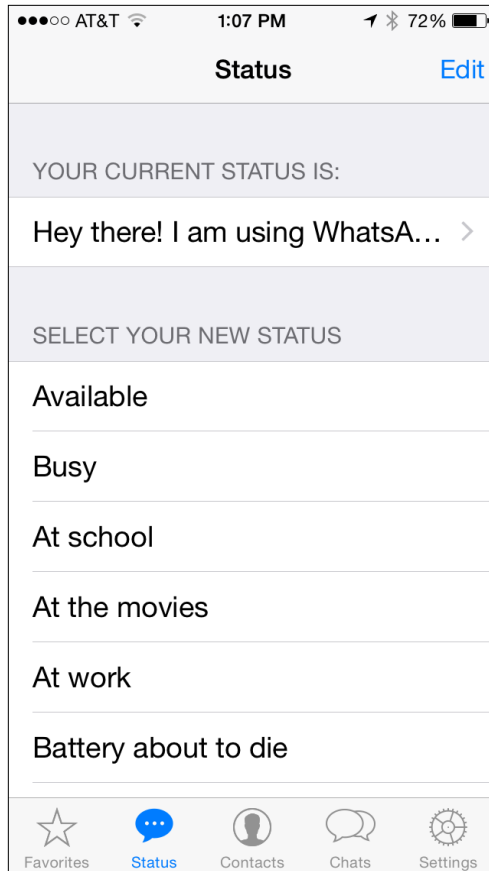 AT&T 1:07 PM 72%
Status Edit
YOUR CURRENT STATUS IS:
Hey there! I am using WhatsA...
SELECT YOUR NEW STATUS
Available
Busy
At school
At the movies
At work
Battery about to die
Favorites Status Contacts Chats Settings